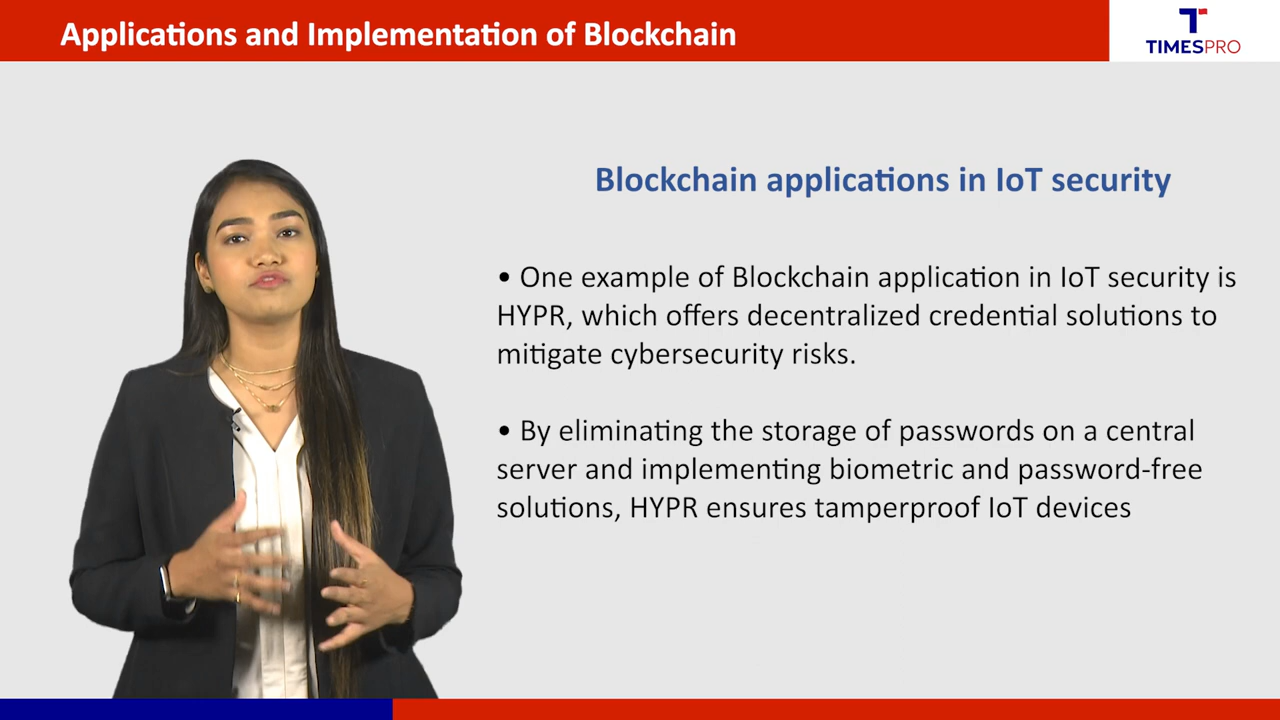 Applications and Implementation of Blockchain
TIMESPRO
Blockchain applications in IoT security
• One example of Blockchain application in IoT security is
HYPR, which offers decentralized credential solutions to
mitigate cybersecurity risks.
• By eliminating the storage of passwords on a central
server and implementing biometric and password-free
solutions, HYPR ensures tamperproof IoT devices